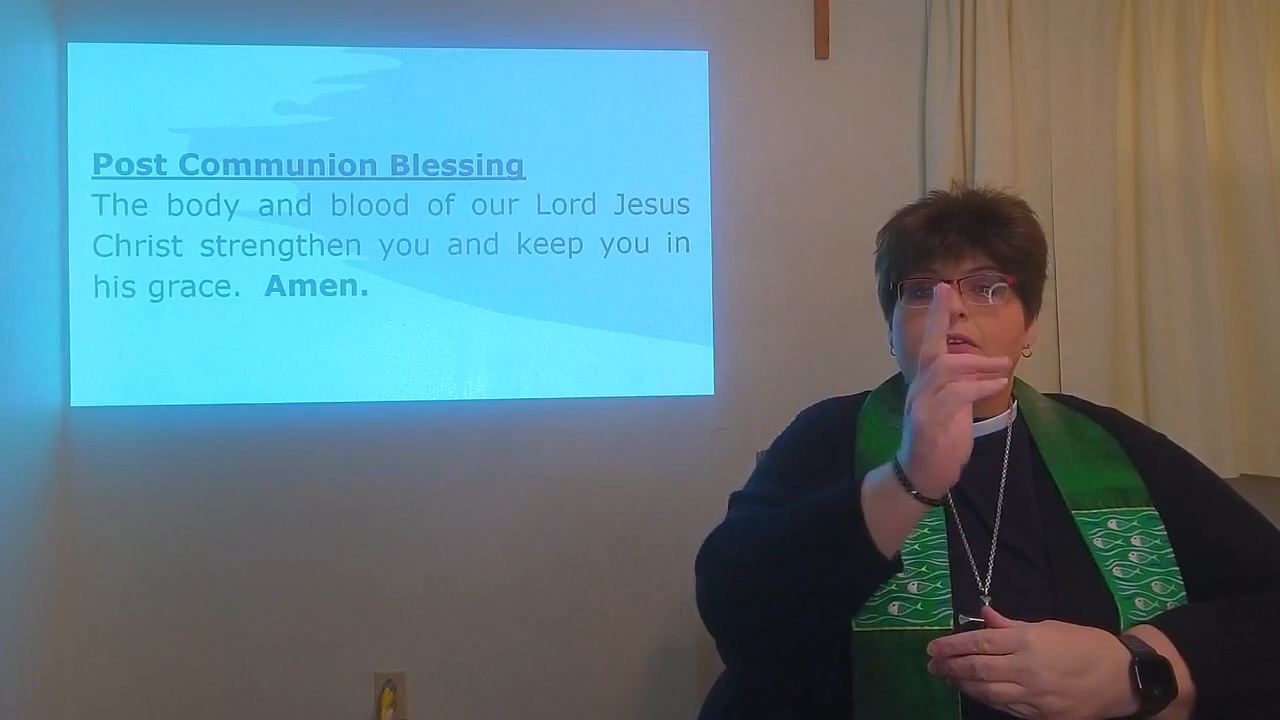 Post Communion Blessing
The body and blood of our Lord Jesus
Christ strengthen you and keep you in
his grace. Amen.